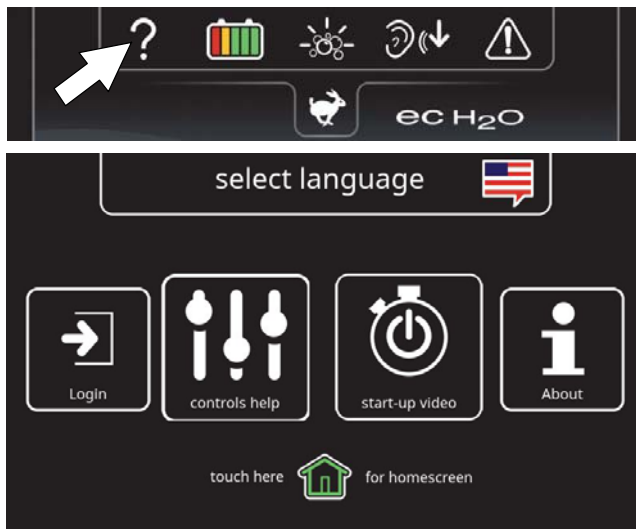 ?
ec H2O
select language
Login
controls help
start-up video
About
touch here
for homescreen